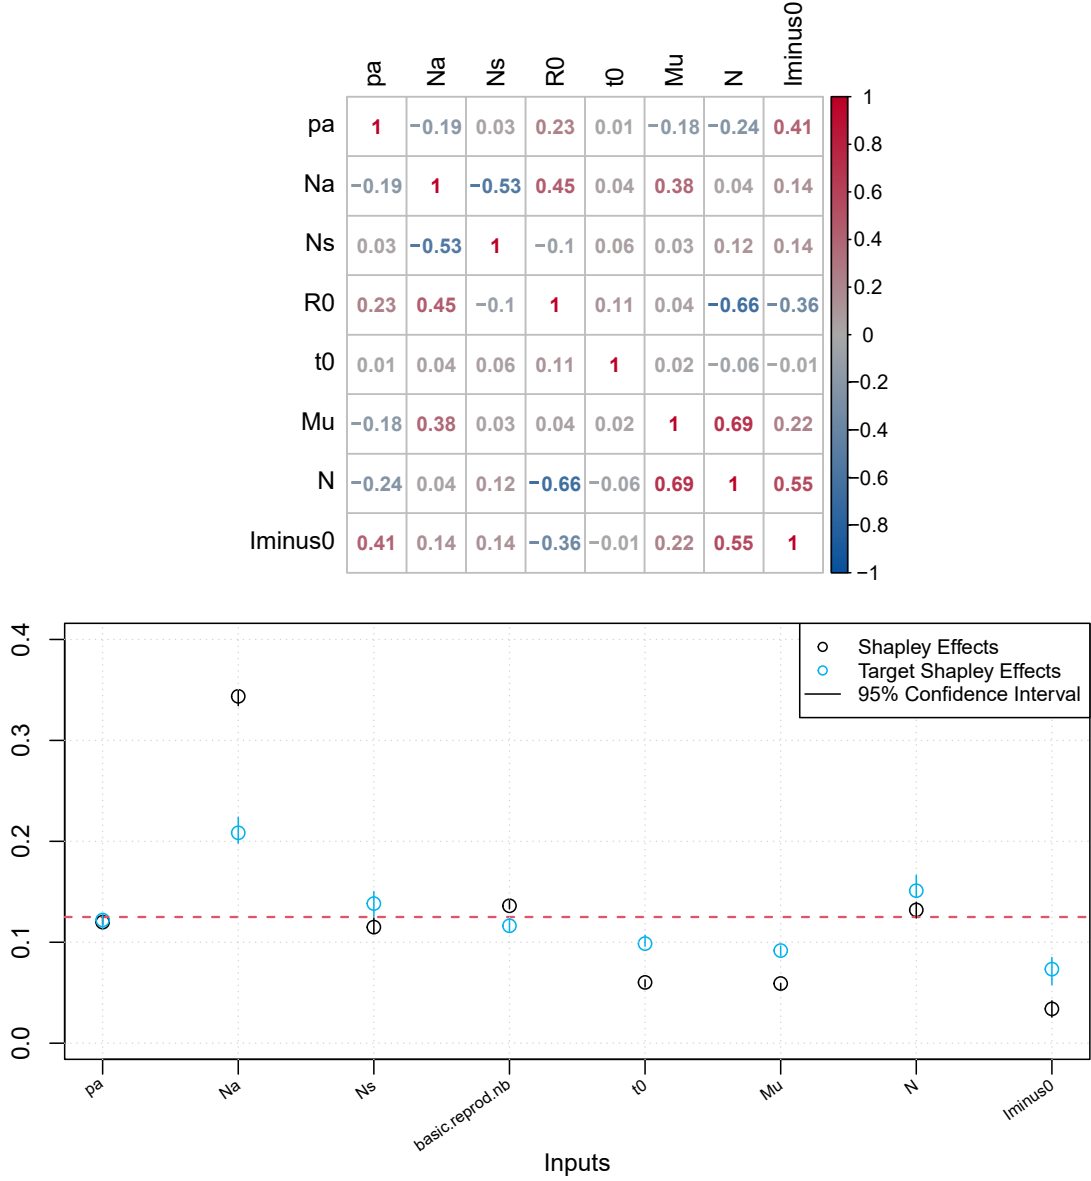 pa Na Ns R0 t0 Mu N Iminus0
pa 1 −0.19 0.03 0.23 0.01 −0.18 −0.24 0.41
Na −0.19 1 −0.53 0.45 0.04 0.38 0.04 0.14
Ns 0.03 −0.53 1 −0.1 0.06 0.03 0.12 0.14
R0 0.23 0.45 −0.1 1 0.11 0.04 −0.66 −0.36
t0 0.01 0.04 0.06 0.11 1 0.02 −0.06 −0.01
Mu −0.18 0.38 0.03 0.04 0.02 1 0.69 0.22
N −0.24 0.04 0.12 −0.66 −0.06 0.69 1 0.55
Iminus0 0.41 0.14 0.14 −0.36 −0.01 0.22 0.55 1
1
0.8
0.6
0.4
0.2
0
−0.2
−0.4
−0.6
−0.8
−1
0.4
0.3
0.2
0.1
0.0
Shapley Effects
Target Shapley Effects
95% Confidence Interval
pa Na Ns basic.reprod.nb t0 Mu N Iminus0
Inputs